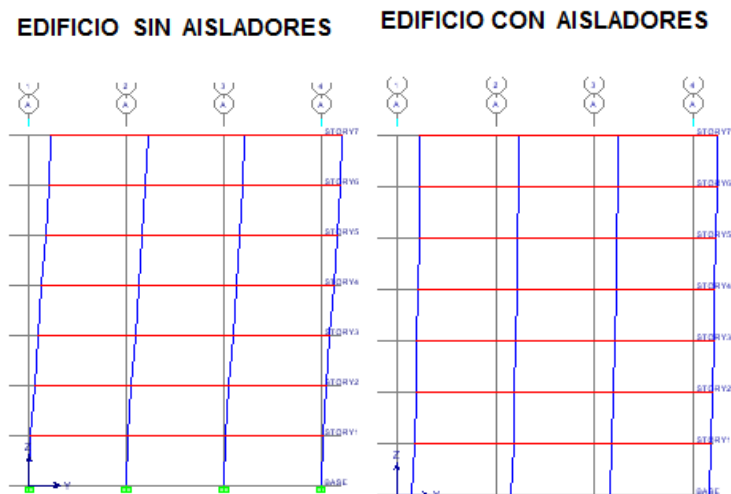 EDIFICIO SIN AISLADORES
EDIFICIO CON AISLADORES
1 2 3 4
A A A A
STORY7
STORY6
STORY5
STORY4
STORY3
STORY2
STORY1
BASE
Z
Y
1 2 3 4
A A A A
STORY7
STORY6
STORY5
STORY4
STORY3
STORY2
STORY1
Z